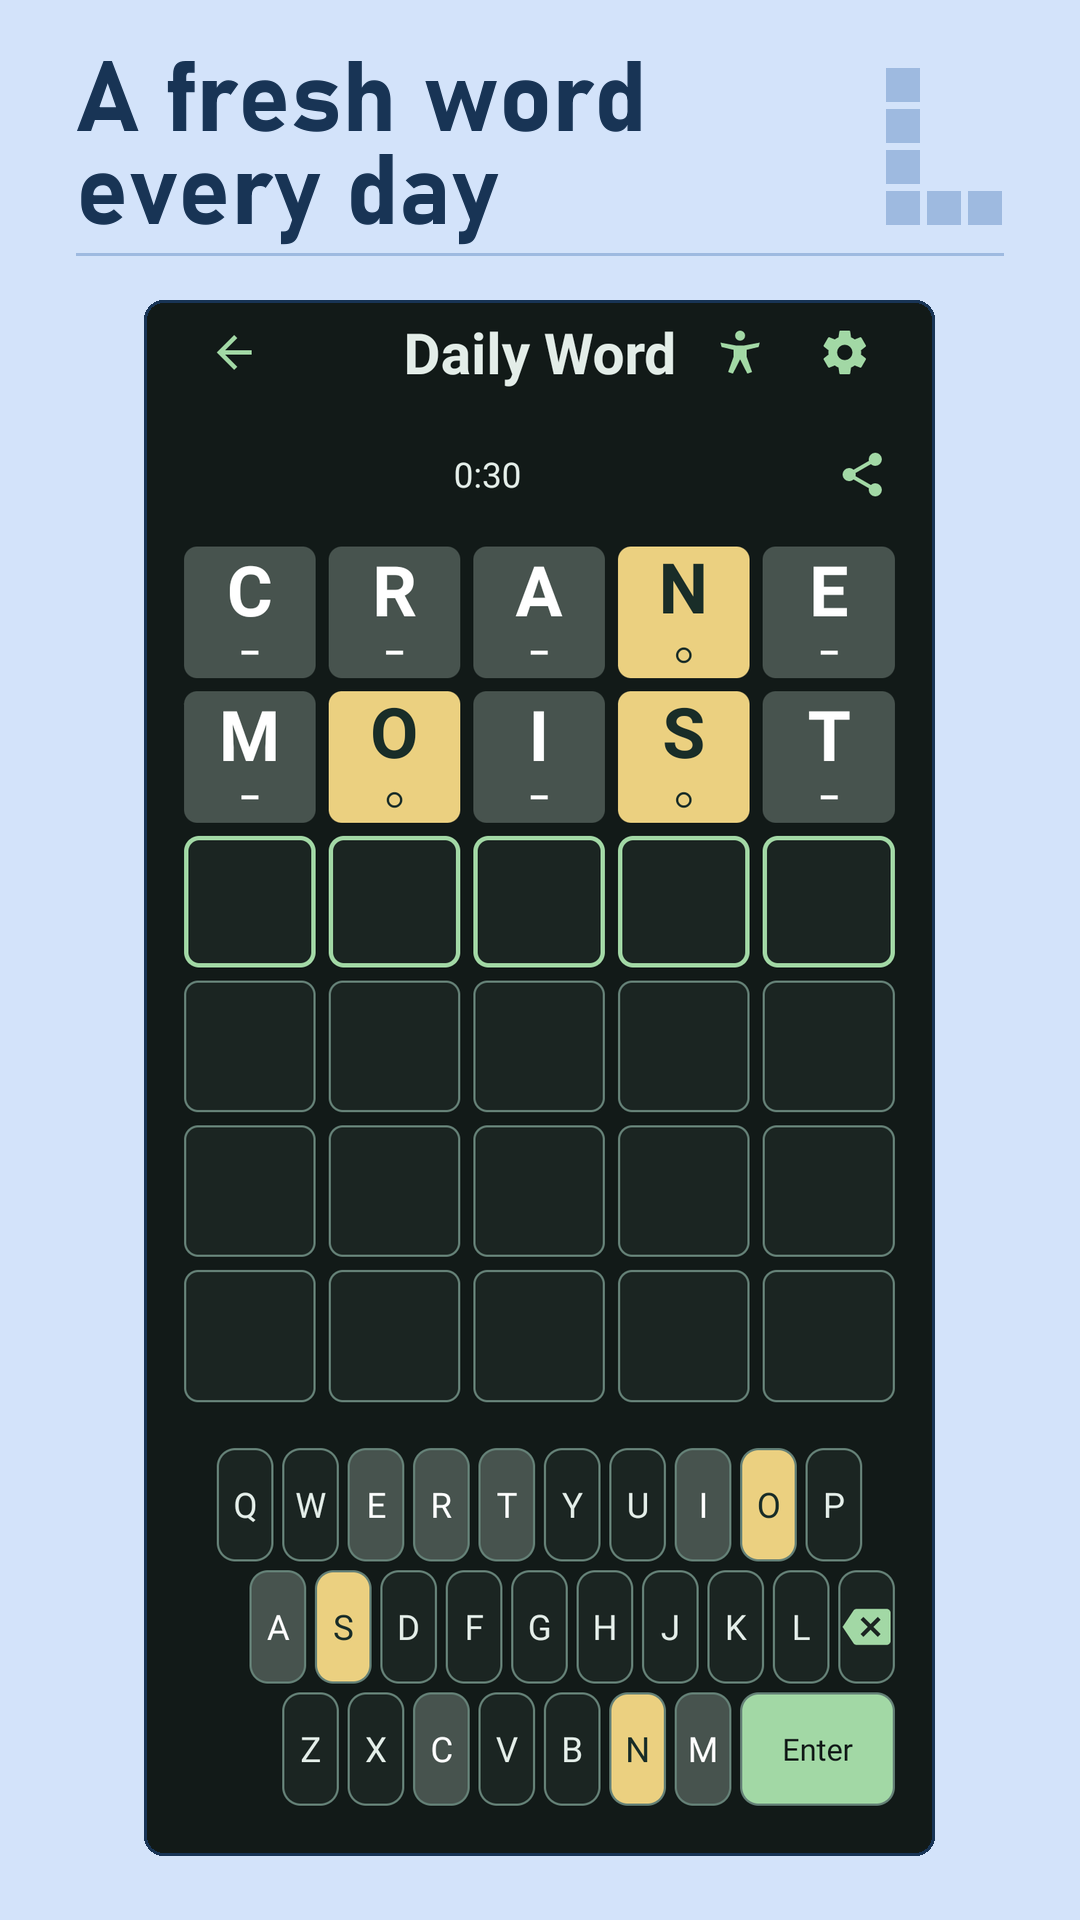 A fresh word
every day
Daily Word
0:30
C R A N E
M O I S T
Q W E R T Y U I O P
A S D F G H J K L
Z X C V B N M Enter